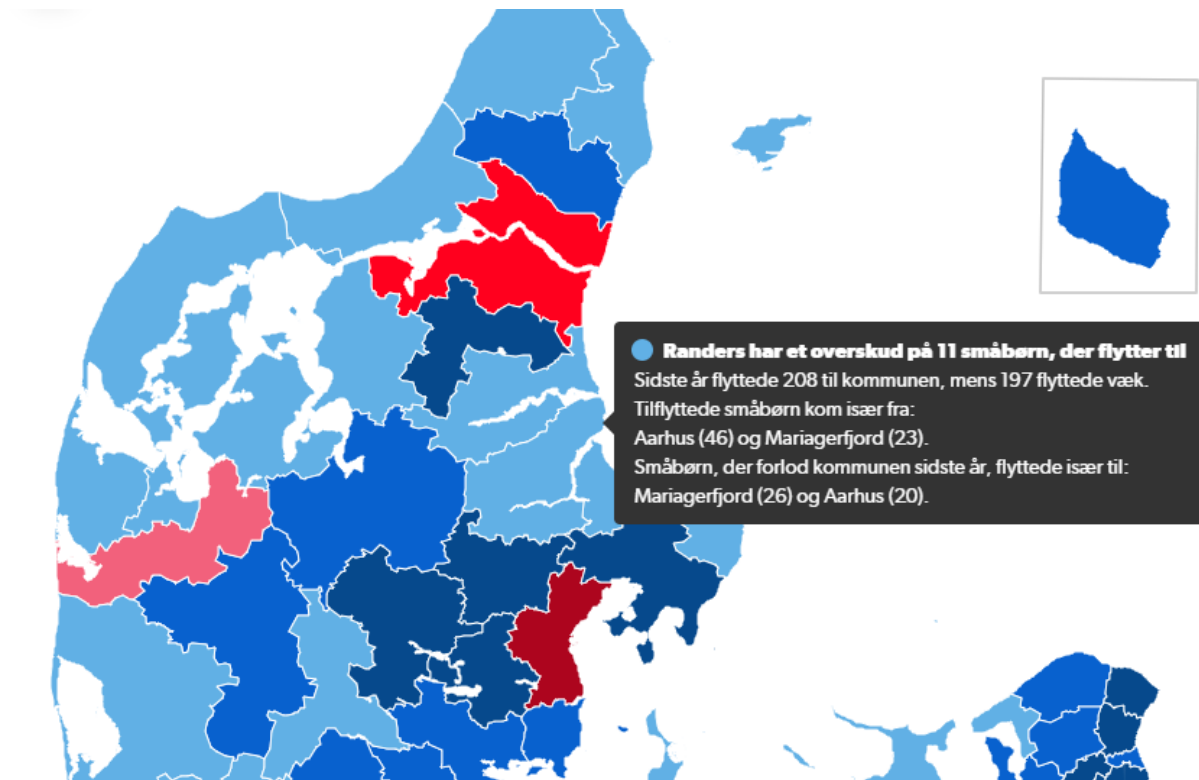 Randers har et overskud på 11 småbørn, der flytter til
Sidste år flyttede 208 til kommunen, mens 197 flyttede væk.
Tilflyttede småbørn kom især fra:
Aarhus (46) og Mariagerfjord (23).
Småbørn, der forlod kommunen sidste år, flyttede især til:
Mariagerfjord (26) og Aarhus (20).